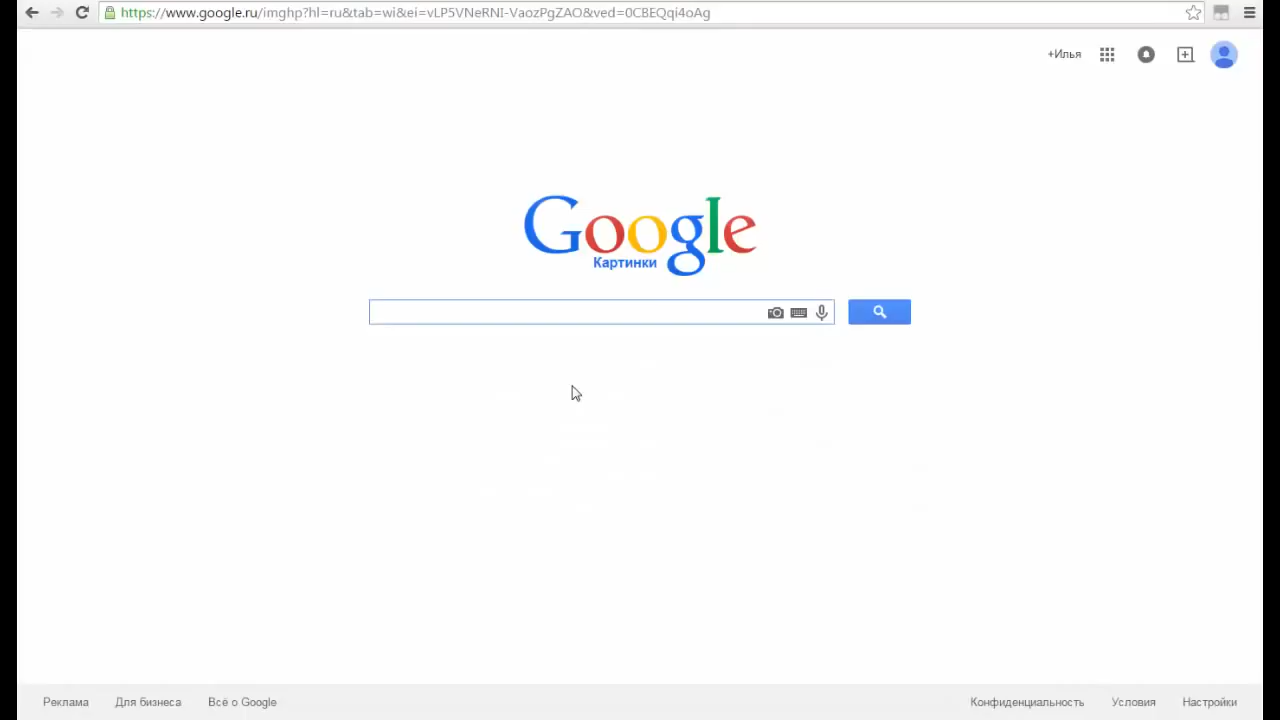 https://www.google.ru/imghp?hl=ru&tab=wi&ei=vLP5VNeRNI-VaozPgZAO&ved=0CBEQqi4oAg
+Илья
Google
Картинки
Реклама Для бизнеса Всё о Google Конфиденциальность Условия Настройки